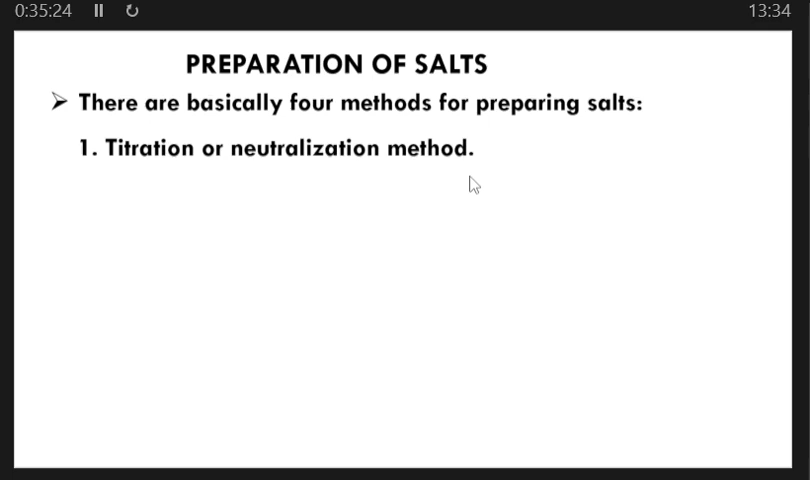 0:35:24
13:34
PREPARATION OF SALTS
➢ There are basically four methods for preparing salts:
1. Titration or neutralization method.